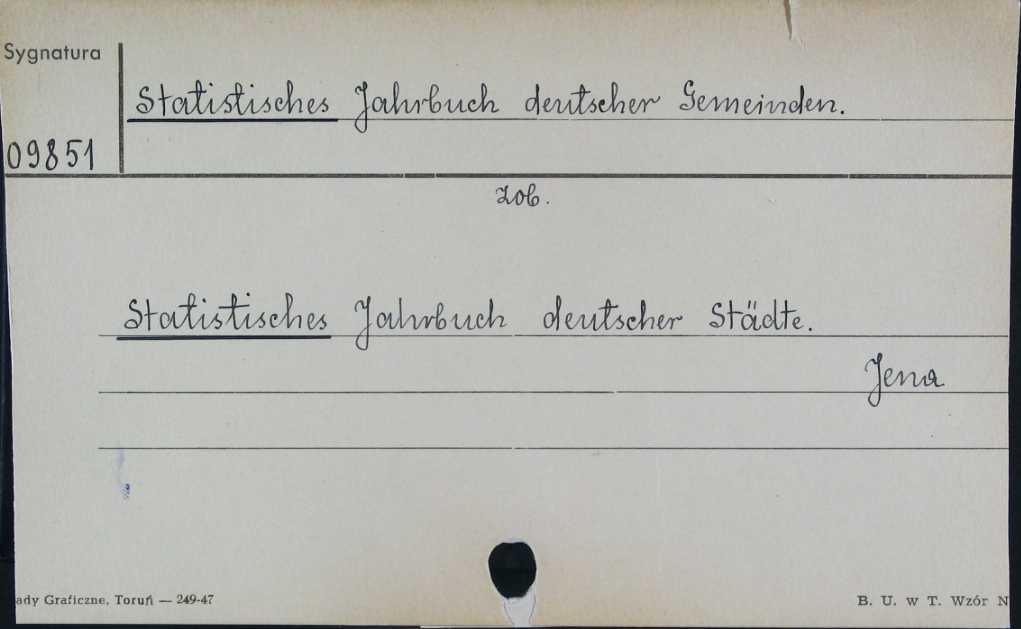 Sygnatura
Statistisches Jahrbuch deutscher Gemeinden.
09851
zob.
Statistisches Jahrbuch deutscher Städte.
Jena
ady Graficzne, Toruń — 249-47
B. U. w T. Wzór N